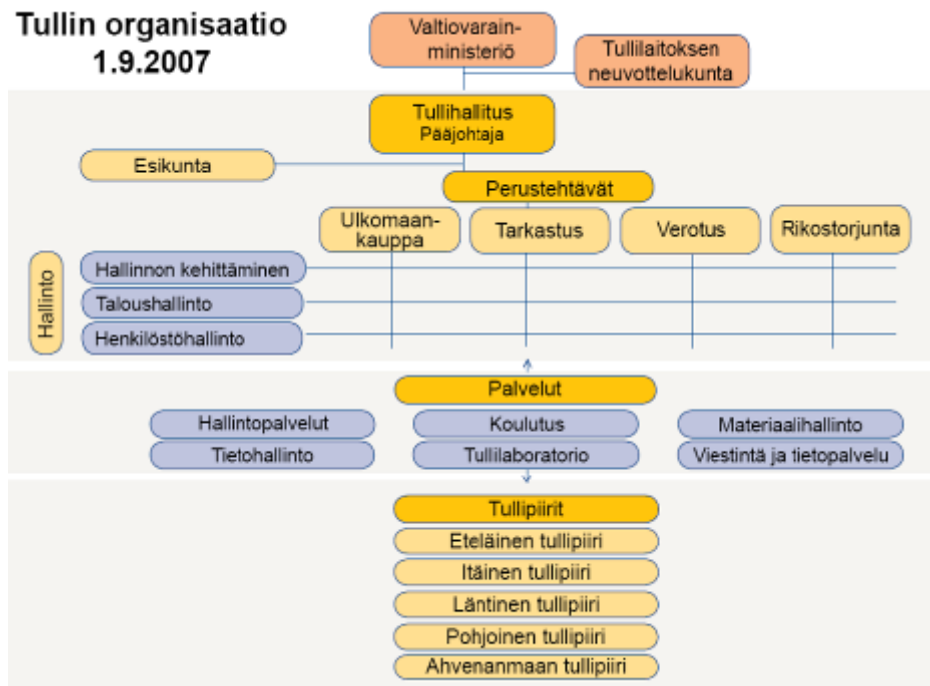 Tullin organisaatio
1.9.2007
Valtiovarain-
ministeriö
Tullilaitoksen
neuvottelukunta
Tullihallitus
Pääjohtaja
Esikunta
Perustehtävät
Ulkomaan-
kauppa
Tarkastus
Verotus
Rikostorjunta
Hallinto
Hallinnon kehittäminen
Taloushallinto
Henkilöstöhallinto
Palvelut
Hallintopalvelut
Koulutus
Materiaalihallinto
Tietohallinto
Tullilaboratorio
Viestintä ja tietopalvelu
Tullipiirit
Eteläinen tullipiiri
Itäinen tullipiiri
Läntinen tullipiiri
Pohjoinen tullipiiri
Ahvenanmaan tullipiiri